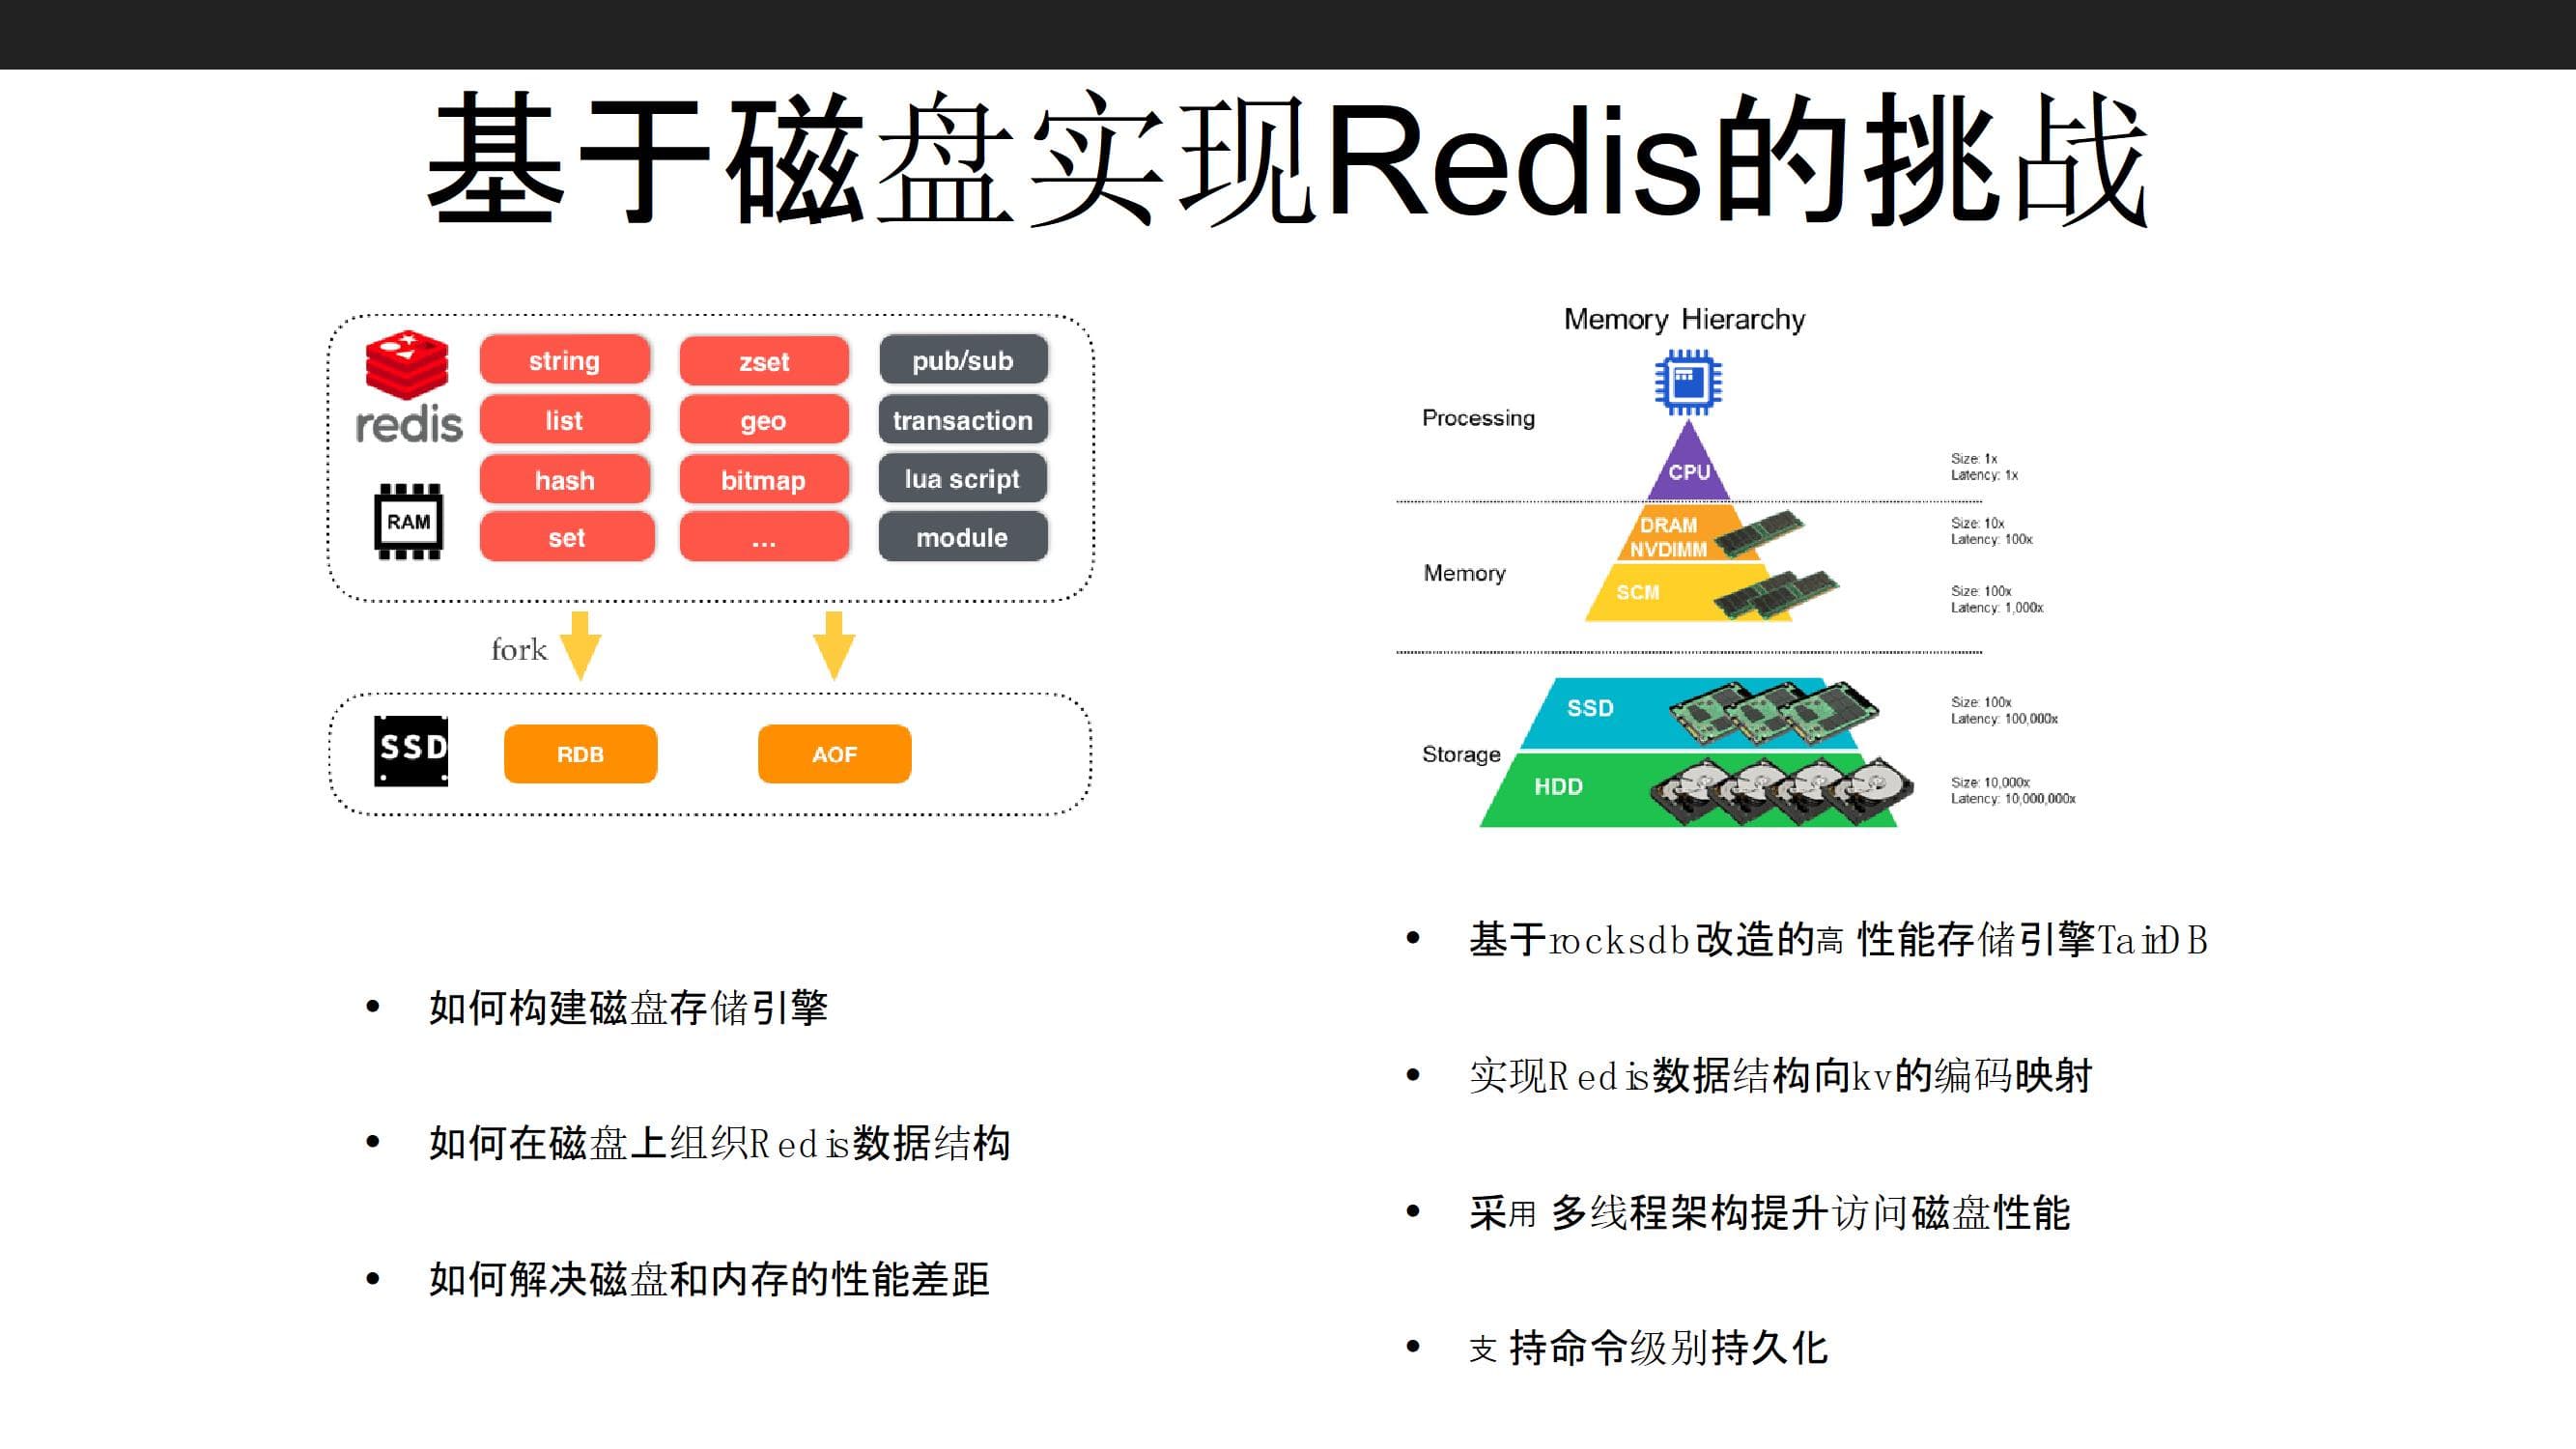 基于磁盘实现Redis的挑战
redis
RAM
string
zset
pub/sub
list
geo
transaction
hash
bitmap
lua script
set
...
module
fork
SSD
RDB
AOF
Memory Hierarchy
Processing
CPU
Size: 1x
Latency: 1x
Memory
DRAM
NVDIMM
Size: 10x
Latency: 100x
SCM
Size: 100x
Latency: 1,000x
Storage
SSD
Size: 100x
Latency: 100,000x
HDD
Size: 10,000x
Latency: 10,000,000x
• 如何构建磁盘存储引擎
• 如何在磁盘上组织Redis数据结构
• 如何解决磁盘和内存的性能差距
• 基于rocksdb改造的高性能存储引擎TairDB
• 实现Redis数据结构向kv的编码映射
• 采用多线程架构提升访问磁盘性能
• 支持命令级别持久化